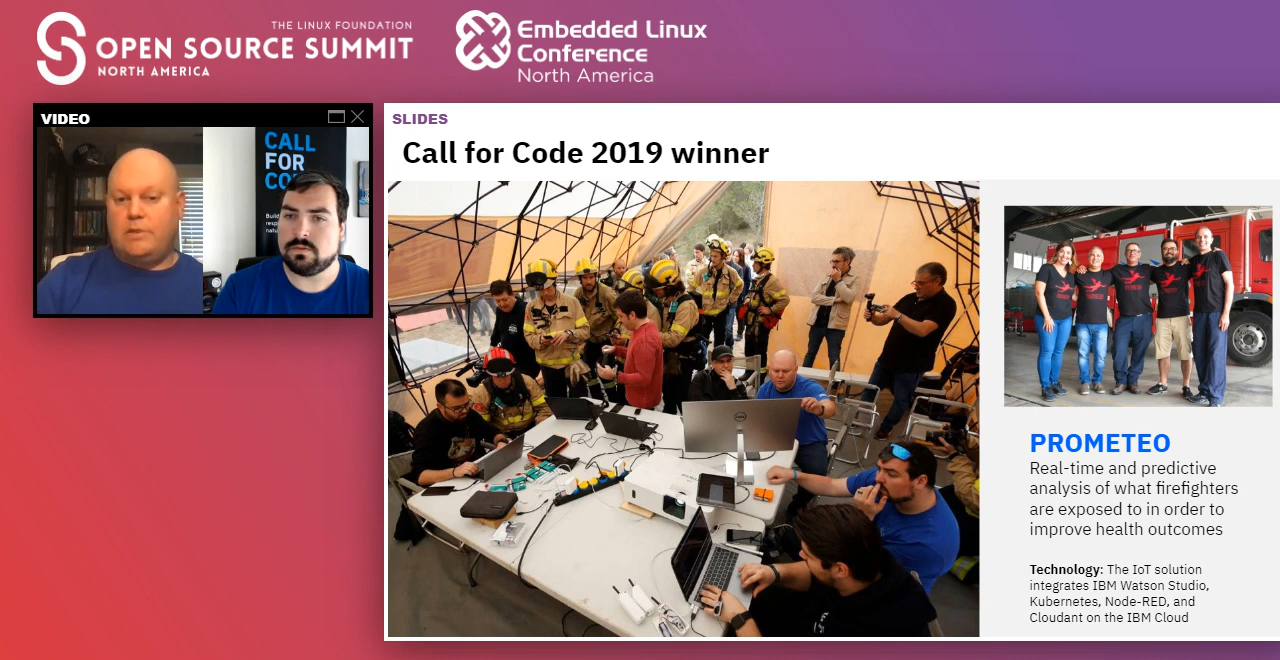 THE LINUX FOUNDATION
OPEN SOURCE SUMMIT
NORTH AMERICA
Embedded Linux
Conference
North America
VIDEO
CALL
FOR
SLIDES
Call for Code 2019 winner
PROMETEO
Real-time and predictive
analysis of what firefighters
are exposed to in order to
improve health outcomes
Technology: The IoT solution
integrates IBM Watson Studio,
Kubernetes, Node-RED, and
Cloudant on the IBM Cloud